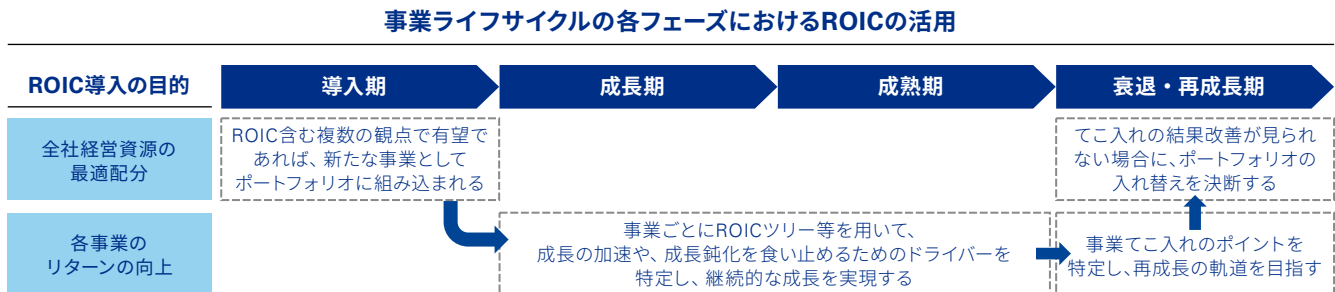 事業ライフサイクルの各フェーズにおけるROICの活用
ROIC導入の目的
導入期
成長期
成熟期
衰退・再成長期
全社経営資源の
最適配分
ROIC含む複数の観点で有望で
あれば、新たな事業として
ポートフォリオに組み込まれる
てこ入れの結果改善が見られ
ない場合に、ポートフォリオの
入れ替えを決断する
各事業の
リターンの向上
事業ごとにROICツリー等を用いて、
成長の加速や、成長鈍化を食い止めるためのドライバーを
特定し、継続的な成長を実現する
事業てこ入れのポイントを
特定し、再成長の軌道を目指す